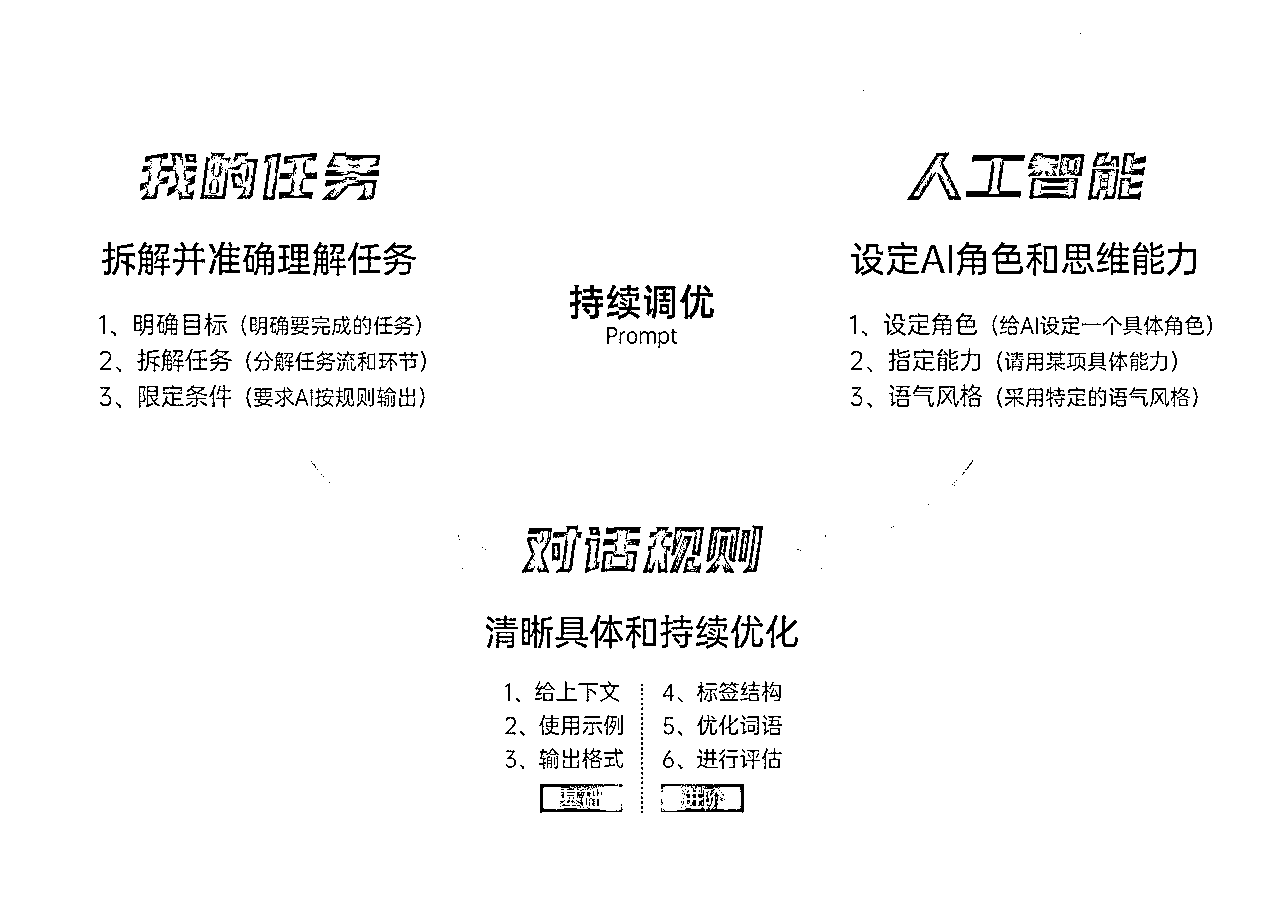 我的任务
拆解并准确理解任务
1、明确目标（明确要完成的任务）
2、拆解任务（分解任务流和环节）
3、限定条件（要求AI按规则输出）
持续调优
Prompt
人工智能
设定AI角色和思维能力
1、设定角色（给AI设定一个具体角色）
2、指定能力（请用某项具体能力）
3、语气风格（采用特定的语气风格）
对话规则
清晰具体和持续优化
1、给上下文
2、使用示例
3、输出格式
基础
4、标签结构
5、优化词语
6、进行评估
进阶